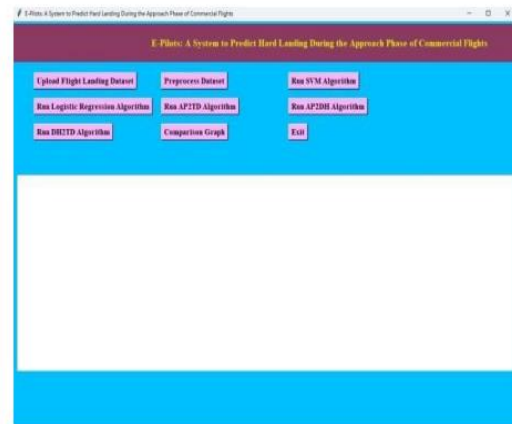 E-Pilots: A System to Predict Hard Landing During the Approach Phase of Commercial Flights
E-Pilots: A System to Predict Hard Landing During the Approach Phase of Commercial Flights
Upload Flight Landing Dataset Preprocess Dataset Run SVM Algorithm
Run Logistic Regression Algorithm Run AP2TD Algorithm Run AP2DH Algorithm
Run DH2TD Algorithm Comparison Graph Exit